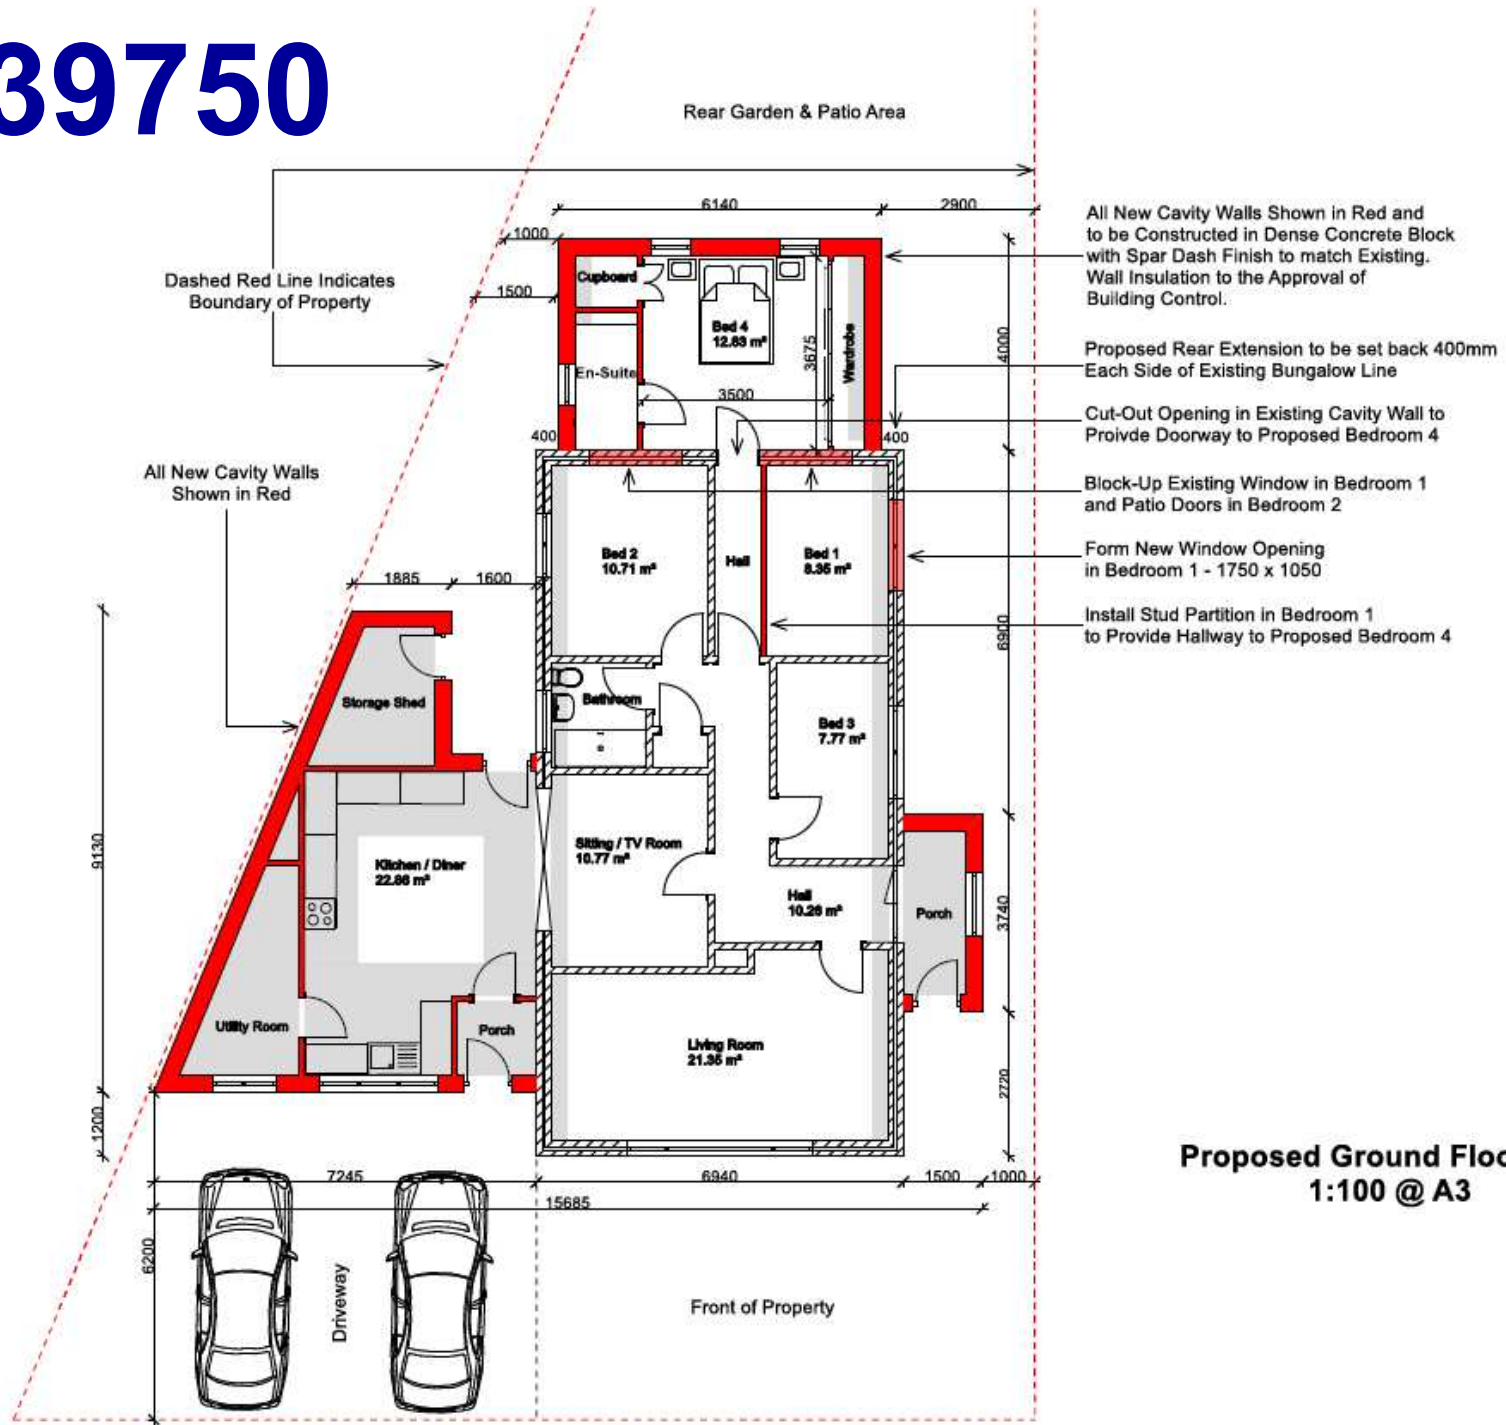 39750
Rear Garden & Patio Area
6140
2900
1000
1500
Dashed Red Line Indicates
Boundary of Property
All New Cavity Walls Shown in Red and
to be Constructed in Dense Concrete Block
with Spar Dash Finish to match Existing.
Wall Insulation to the Approval of
Building Control.
Cupboard
Bed 4
12.83 m²
Wardrobe
3675
4000
En-Suite
3500
Proposed Rear Extension to be set back 400mm
Each Side of Existing Bungalow Line
400
400
Cut-Out Opening in Existing Cavity Wall to
Proivde Doorway to Proposed Bedroom 4
All New Cavity Walls
Shown in Red
Block-Up Existing Window in Bedroom 1
and Patio Doors in Bedroom 2
Bed 2
10.71 m²
Hall
Bed 1
8.35 m²
Form New Window Opening
in Bedroom 1 - 1750 x 1050
1885
1600
6900
Install Stud Partition in Bedroom 1
to Provide Hallway to Proposed Bedroom 4
Storage Shed
Bathroom
Bed 3
7.77 m²
9130
Kitchen / Diner
22.86 m²
Sitting / TV Room
10.77 m²
Hall
10.26 m²
Porch
3740
Utility Room
Porch
Living Room
21.35 m²
2720
1200
Proposed Ground Floo
1:100 @ A3
7245
6940
1500
1000
15685
6200
Driveway
Front of Property